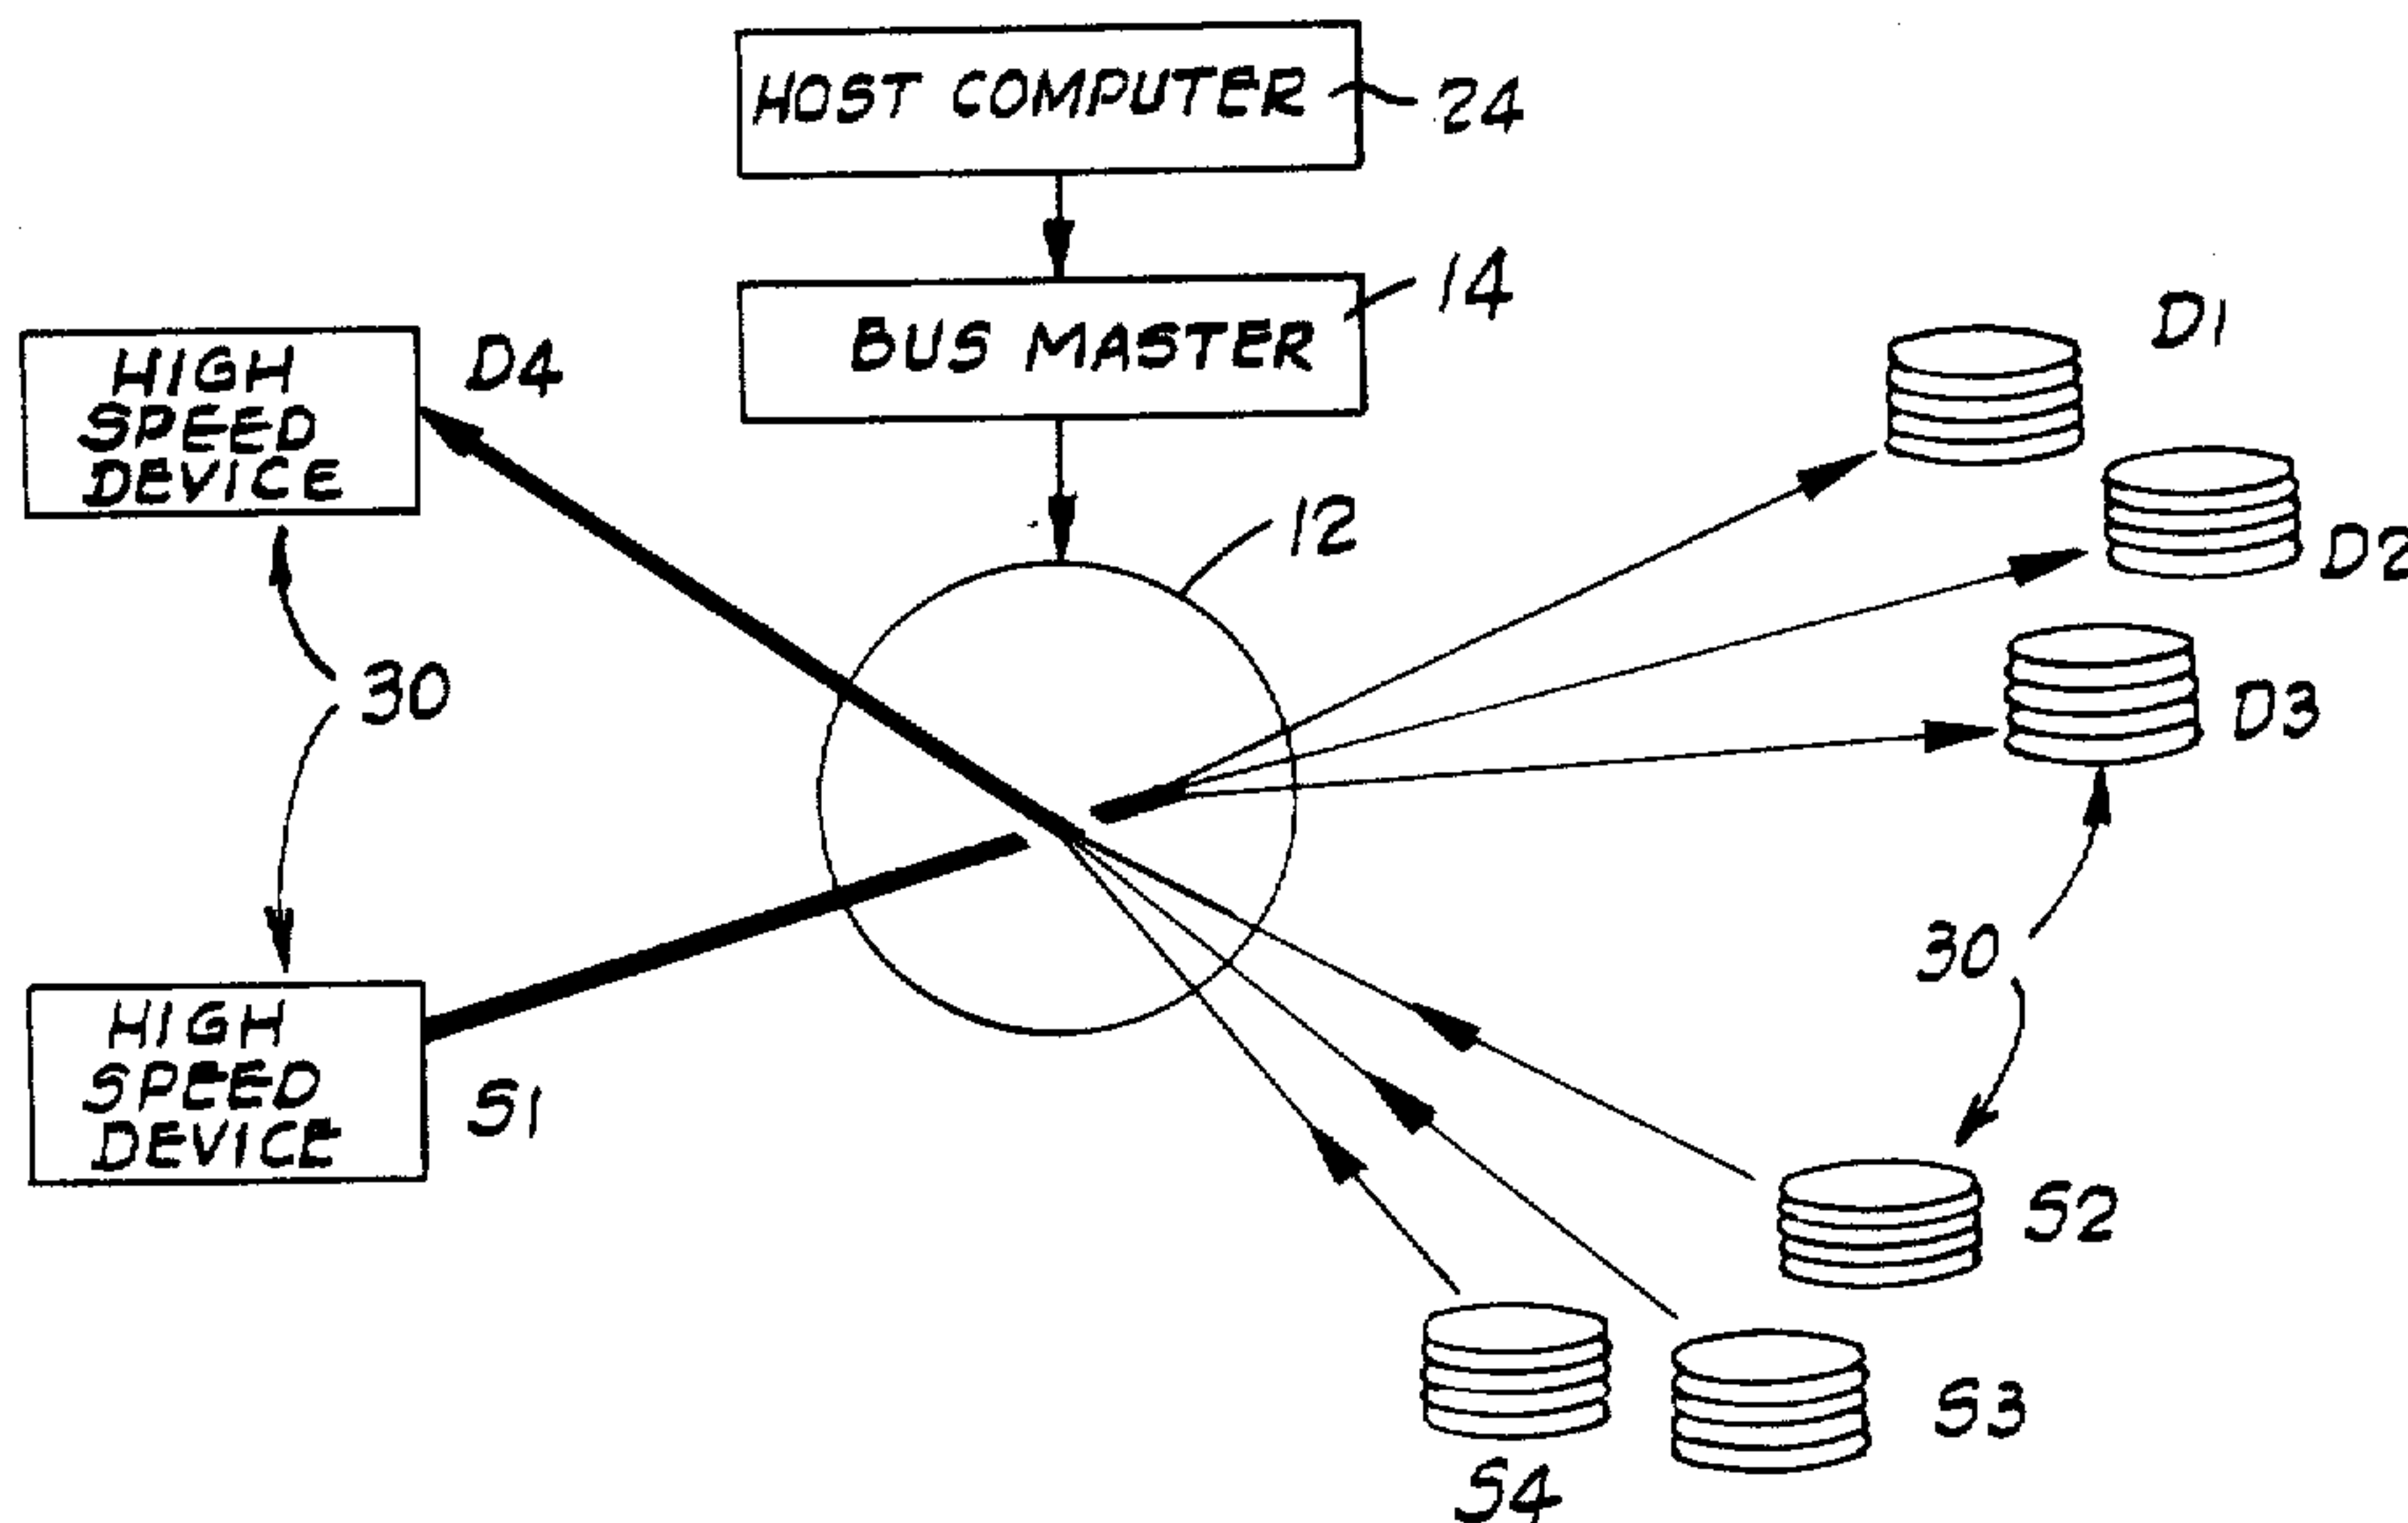 HOST COMPUTER
24
BUS MASTER
14
HIGH
SPEED
DEVICE
D4
D1
D2
12
30
D3
30
HIGH
SPEED
DEVICE
S1
S2
S3
S4